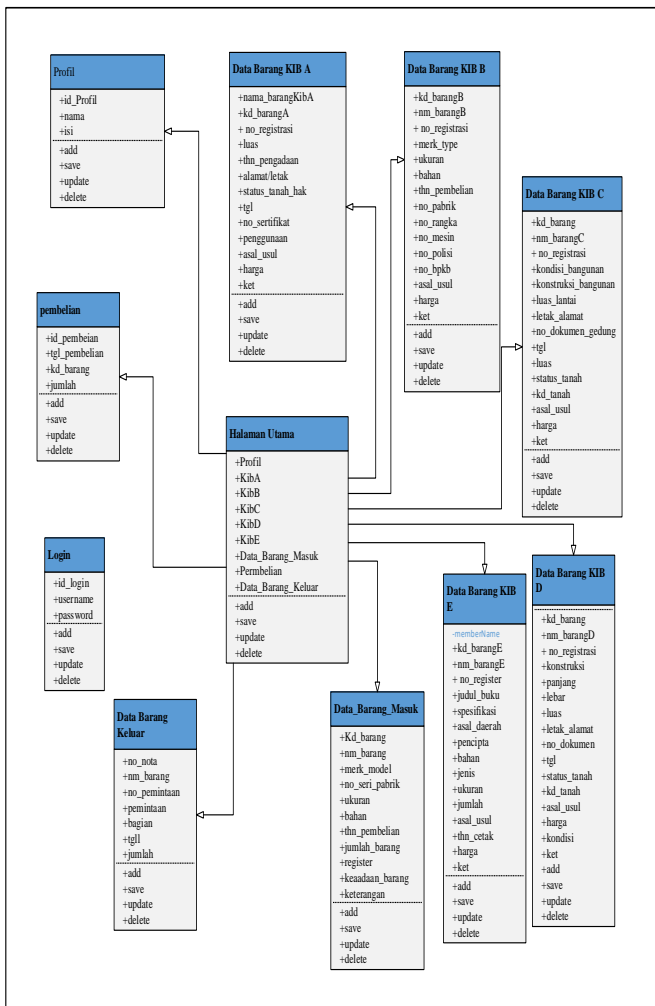 Profil
+id_Profil
+nama
+isi
+add
+save
+update
+delete
Data Barang KIB A
+nama_barangKibA
+kd_barangA
+ no_registrasi
+luas
+thn_pengadaan
+alamat/letak
+status_tanah_hak
+tgl
+no_sertifikat
+penggunaan
+asal_usul
+harga
+ket
+add
+save
+update
+delete
Data Barang KIB B
+kd_barangB
+nm_barangB
+ no_registrasi
+merk_type
+ukuran
+bahan
+thn_pembelian
+no_pabrik
+no_rangka
+no_mesin
+no_polisi
+no_bpkb
+asal_usul
+harga
+ket
+add
+save
+update
+delete
Data Barang KIB C
+kd_barang
+nm_barangC
+ no_registrasi
+kondisi_bangunan
+konstruksi_bangunan
+luas_lantai
+letak_alamat
+no_dokumen_gedung
+tgl
+luas
+status_tanah
+kd_tanah
+asal_usul
+harga
+ket
+add
+save
+update
+delete
pembelian
+id_pembeian
+tgl_pembelian
+kd_barang
+jumlah
+add
+save
+update
+delete
Halaman Utama
+Profil
+KibA
+KibB
+KibC
+KibD
+KibE
+Data_Barang_Masuk
+Permbelian
+Data_Barang_Keluar
+add
+save
+update
+delete
Login
+id_login
+username
+password
+add
+save
+update
+delete
Data Barang
Keluar
+no_nota
+nm_barang
+no_pemintaan
+pemintaan
+bagian
+tgll
+jumlah
+add
+save
+update
+delete
Data_Barang_Masuk
+Kd_barang
+nm_barang
+merk_model
+no_seri_pabrik
+ukuran
+bahan
+thn_pembelian
+jumlah_barang
+register
+keaadaan_barang
+keterangan
+add
+save
+update
+delete
Data Barang KIB
E
-memberName
+kd_barangE
+nm_barangE
+ no_register
+judul_buku
+spesifikasi
+asal_daerah
+pencipta
+bahan
+jenis
+ukuran
+jumlah
+asal_usul
+thn_cetak
+harga
+ket
+add
+save
+update
+delete
Data Barang KIB
D
+kd_barang
+nm_barangD
+ no_registrasi
+konstruksi
+panjang
+lebar
+luas
+letak_alamat
+no_dokumen
+tgl
+status_tanah
+kd_tanah
+asal_usul
+harga
+kondisi
+ket
+add
+save
+update
+delete